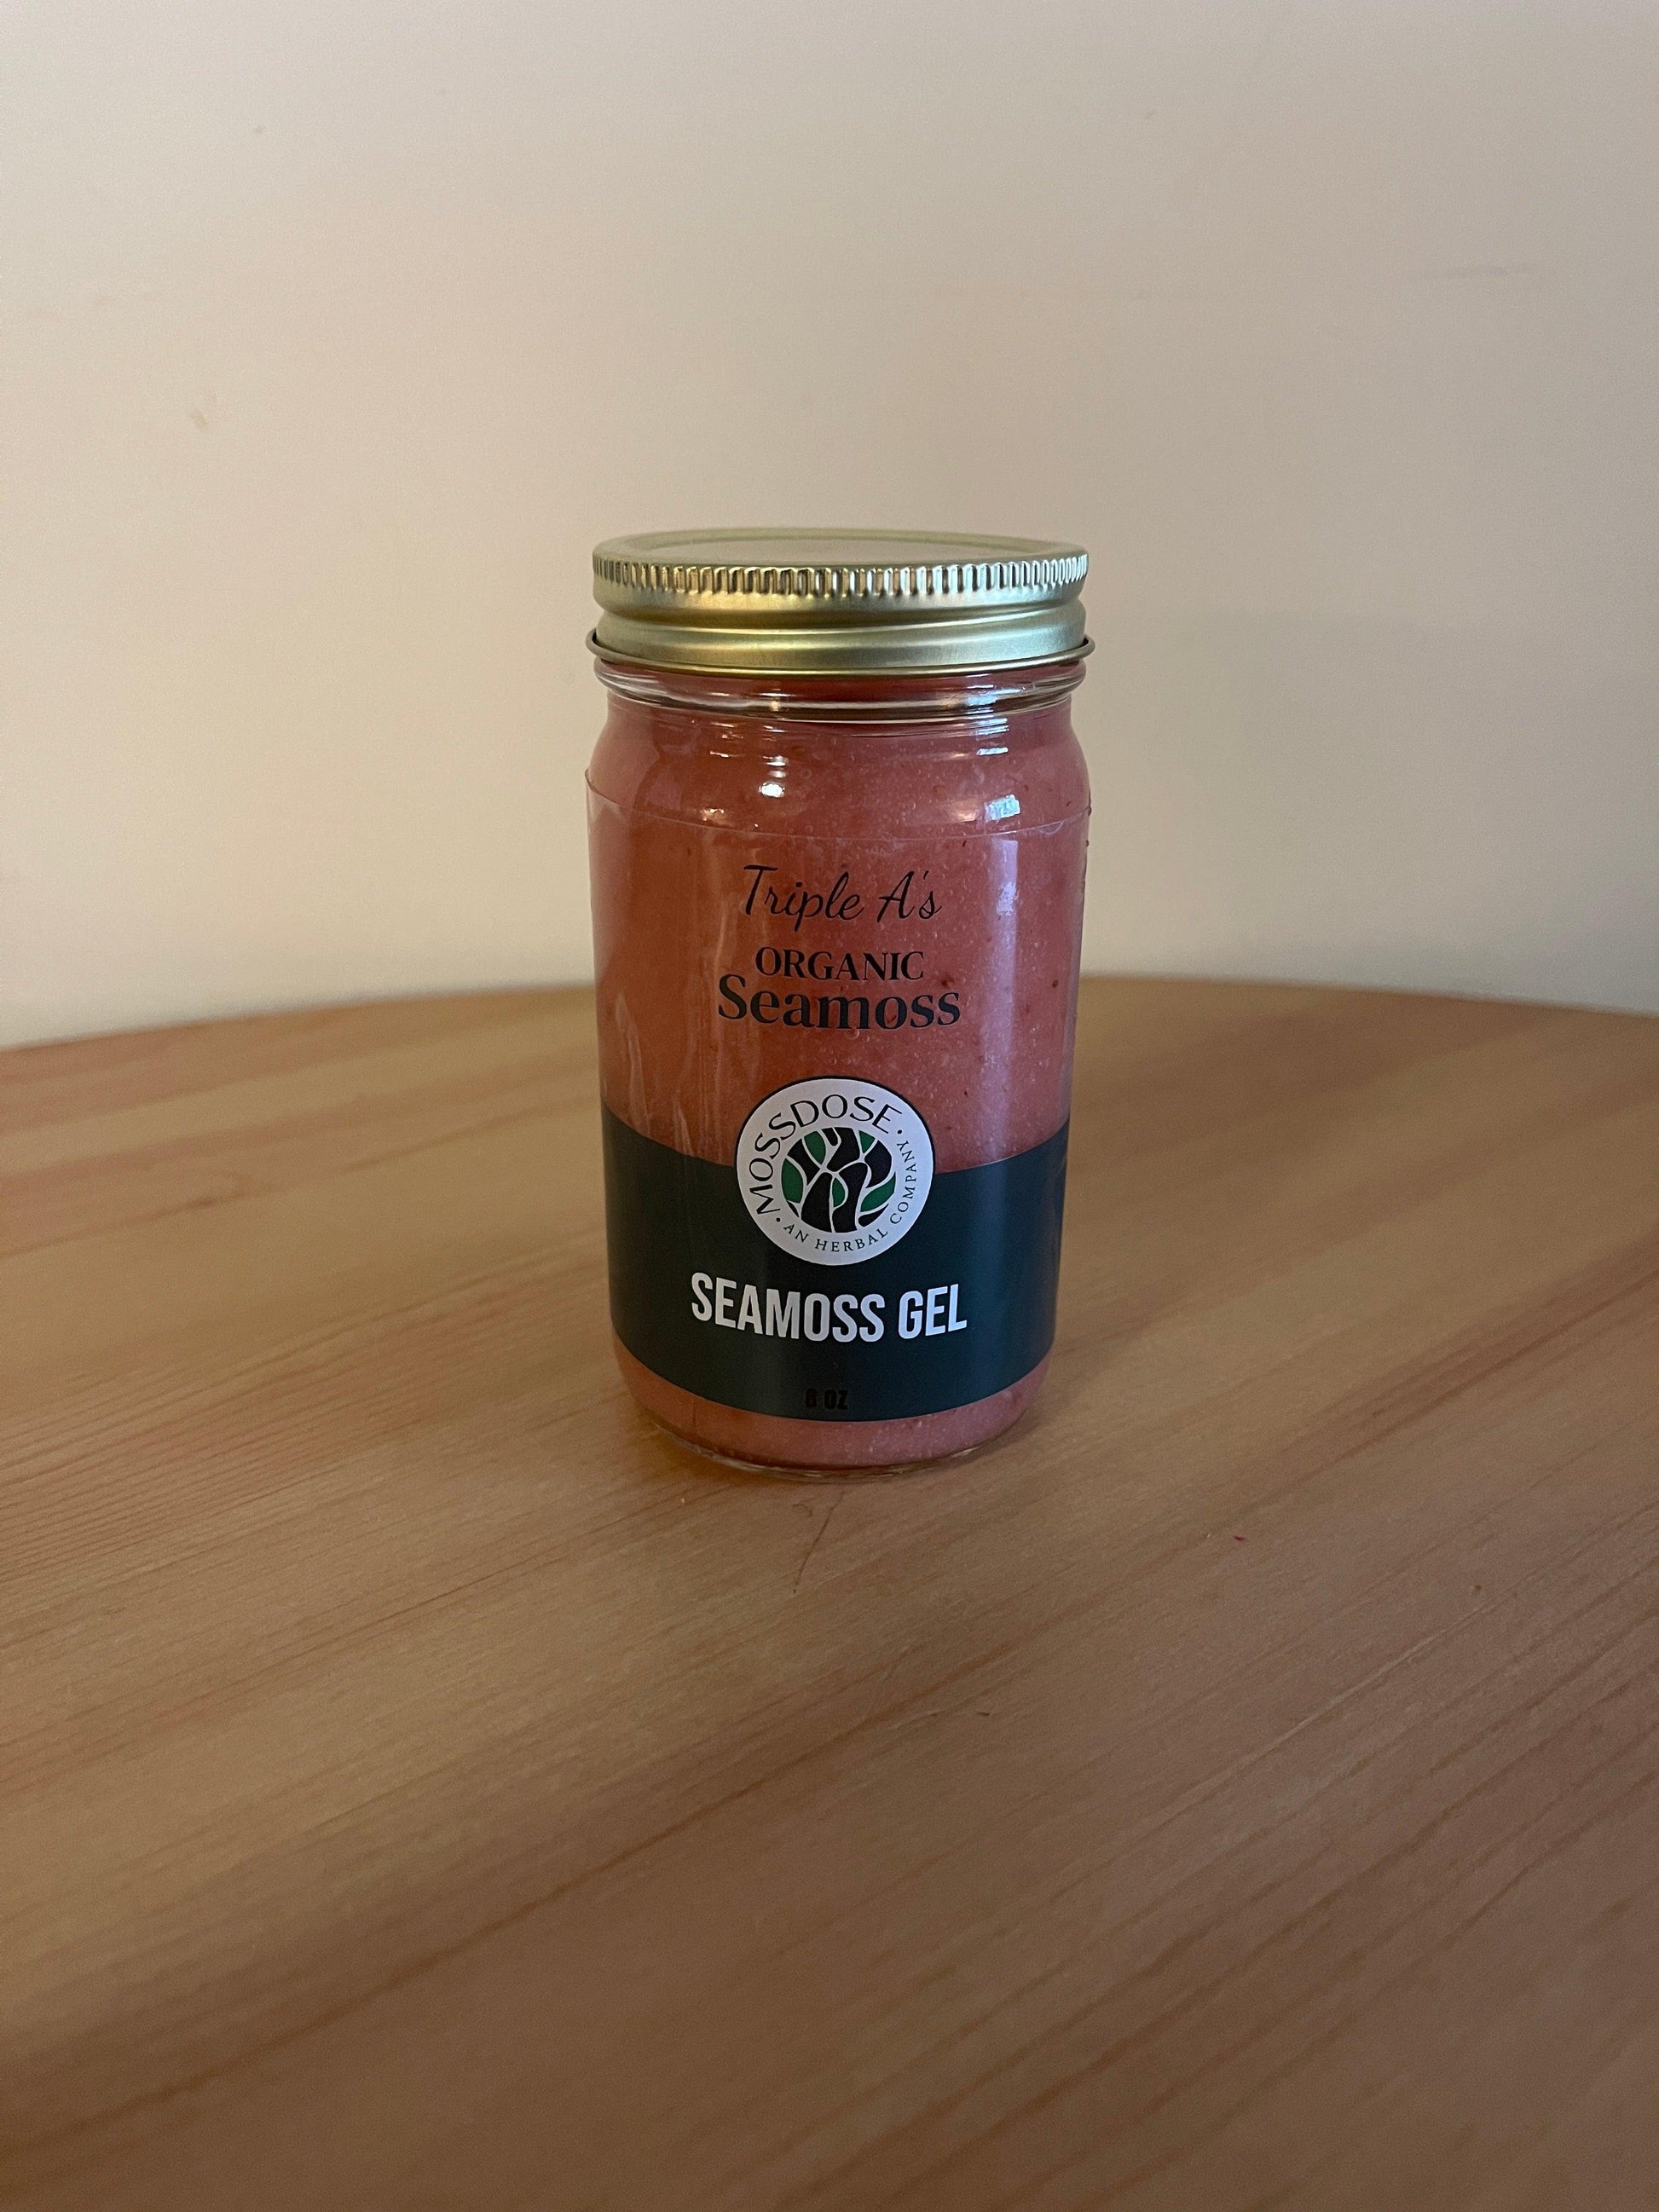 Triple A's
ORGANIC
Seamoss
MOSSDOSE
AN HERBAL COMPANY
SEAMOSS GEL
8 OZ